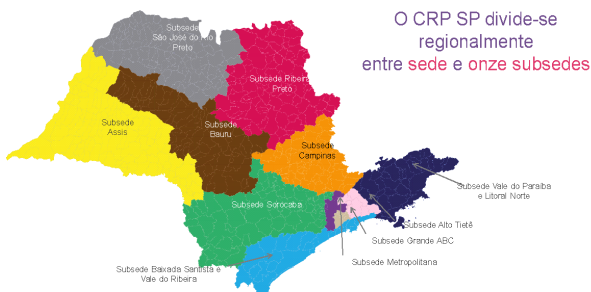 O CRP SP divide-se
regionalmente
entre sede e onze subsedes
Subsede
São José do Rio
Preto
Subsede Ribeirão
Preto
Subsede
Assis
Subsede
Bauru
Subsede
Campinas
Subsede Vale do Paraíba
e Litoral Norte
Subsede Sorocaba
Subsede Alto Tietê
Subsede Grande ABC
Subsede Metropolitana
Subsede Baixada Santista e
Vale do Ribeira